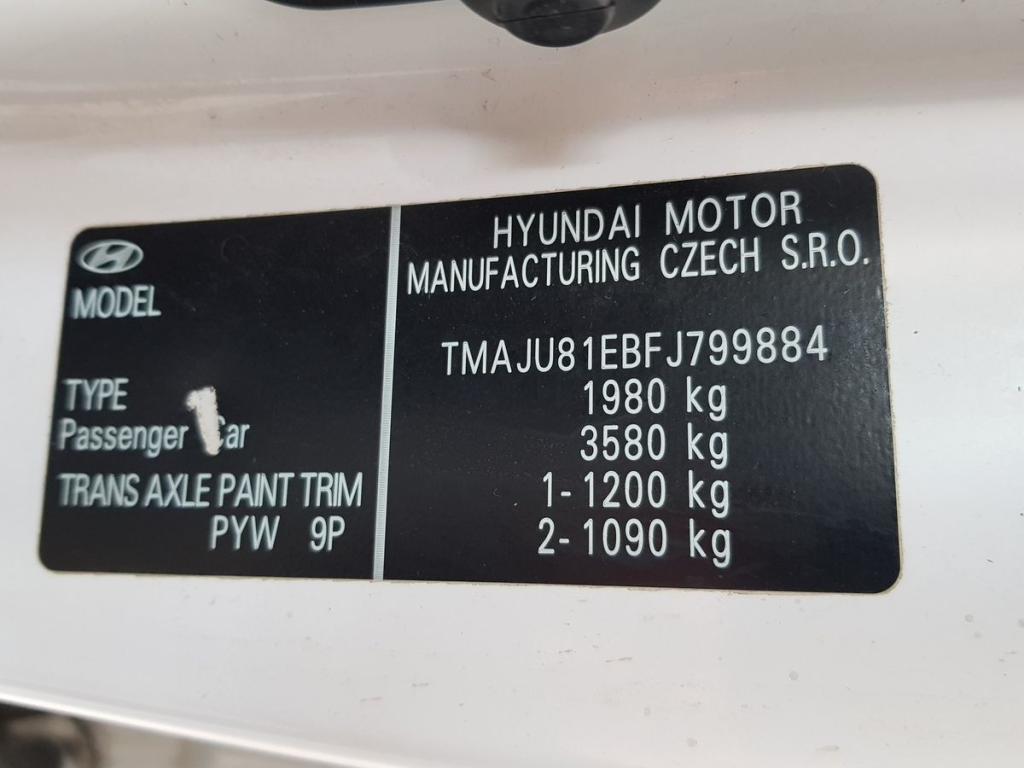 MODEL
TYPE
Passenger Car
TRANS AXLE PAINT TRIM
PYW 9P
HYUNDAI MOTOR
MANUFACTURING CZECH S.R.O.
TMAJU81EBFJ799884
1980 kg
3580 kg
1-1200 kg
2-1090 kg